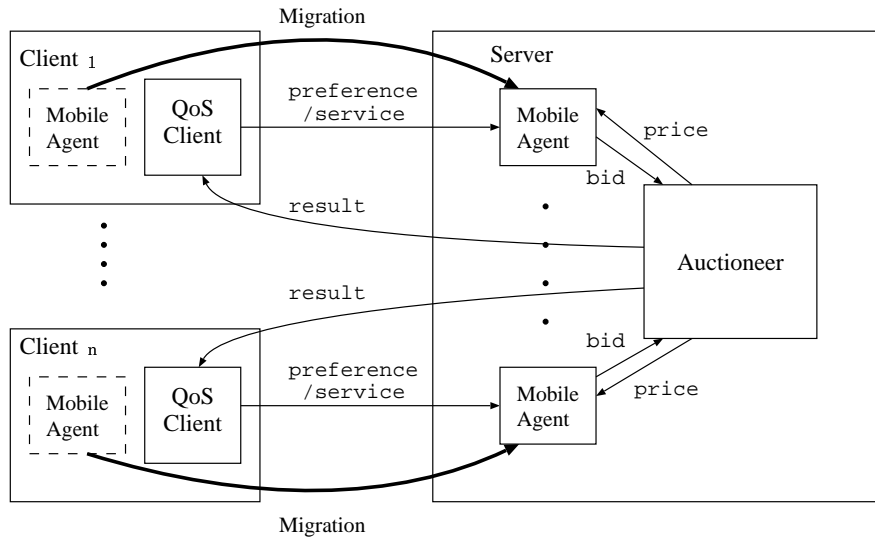 Migration
Client 1
Server
Mobile
Agent
QoS
Client
preference
/service
Mobile
Agent
price
bid
result
Auctioneer
result
Client n
bid
Mobile
Agent
QoS
Client
preference
/service
Mobile
Agent
price
Migration